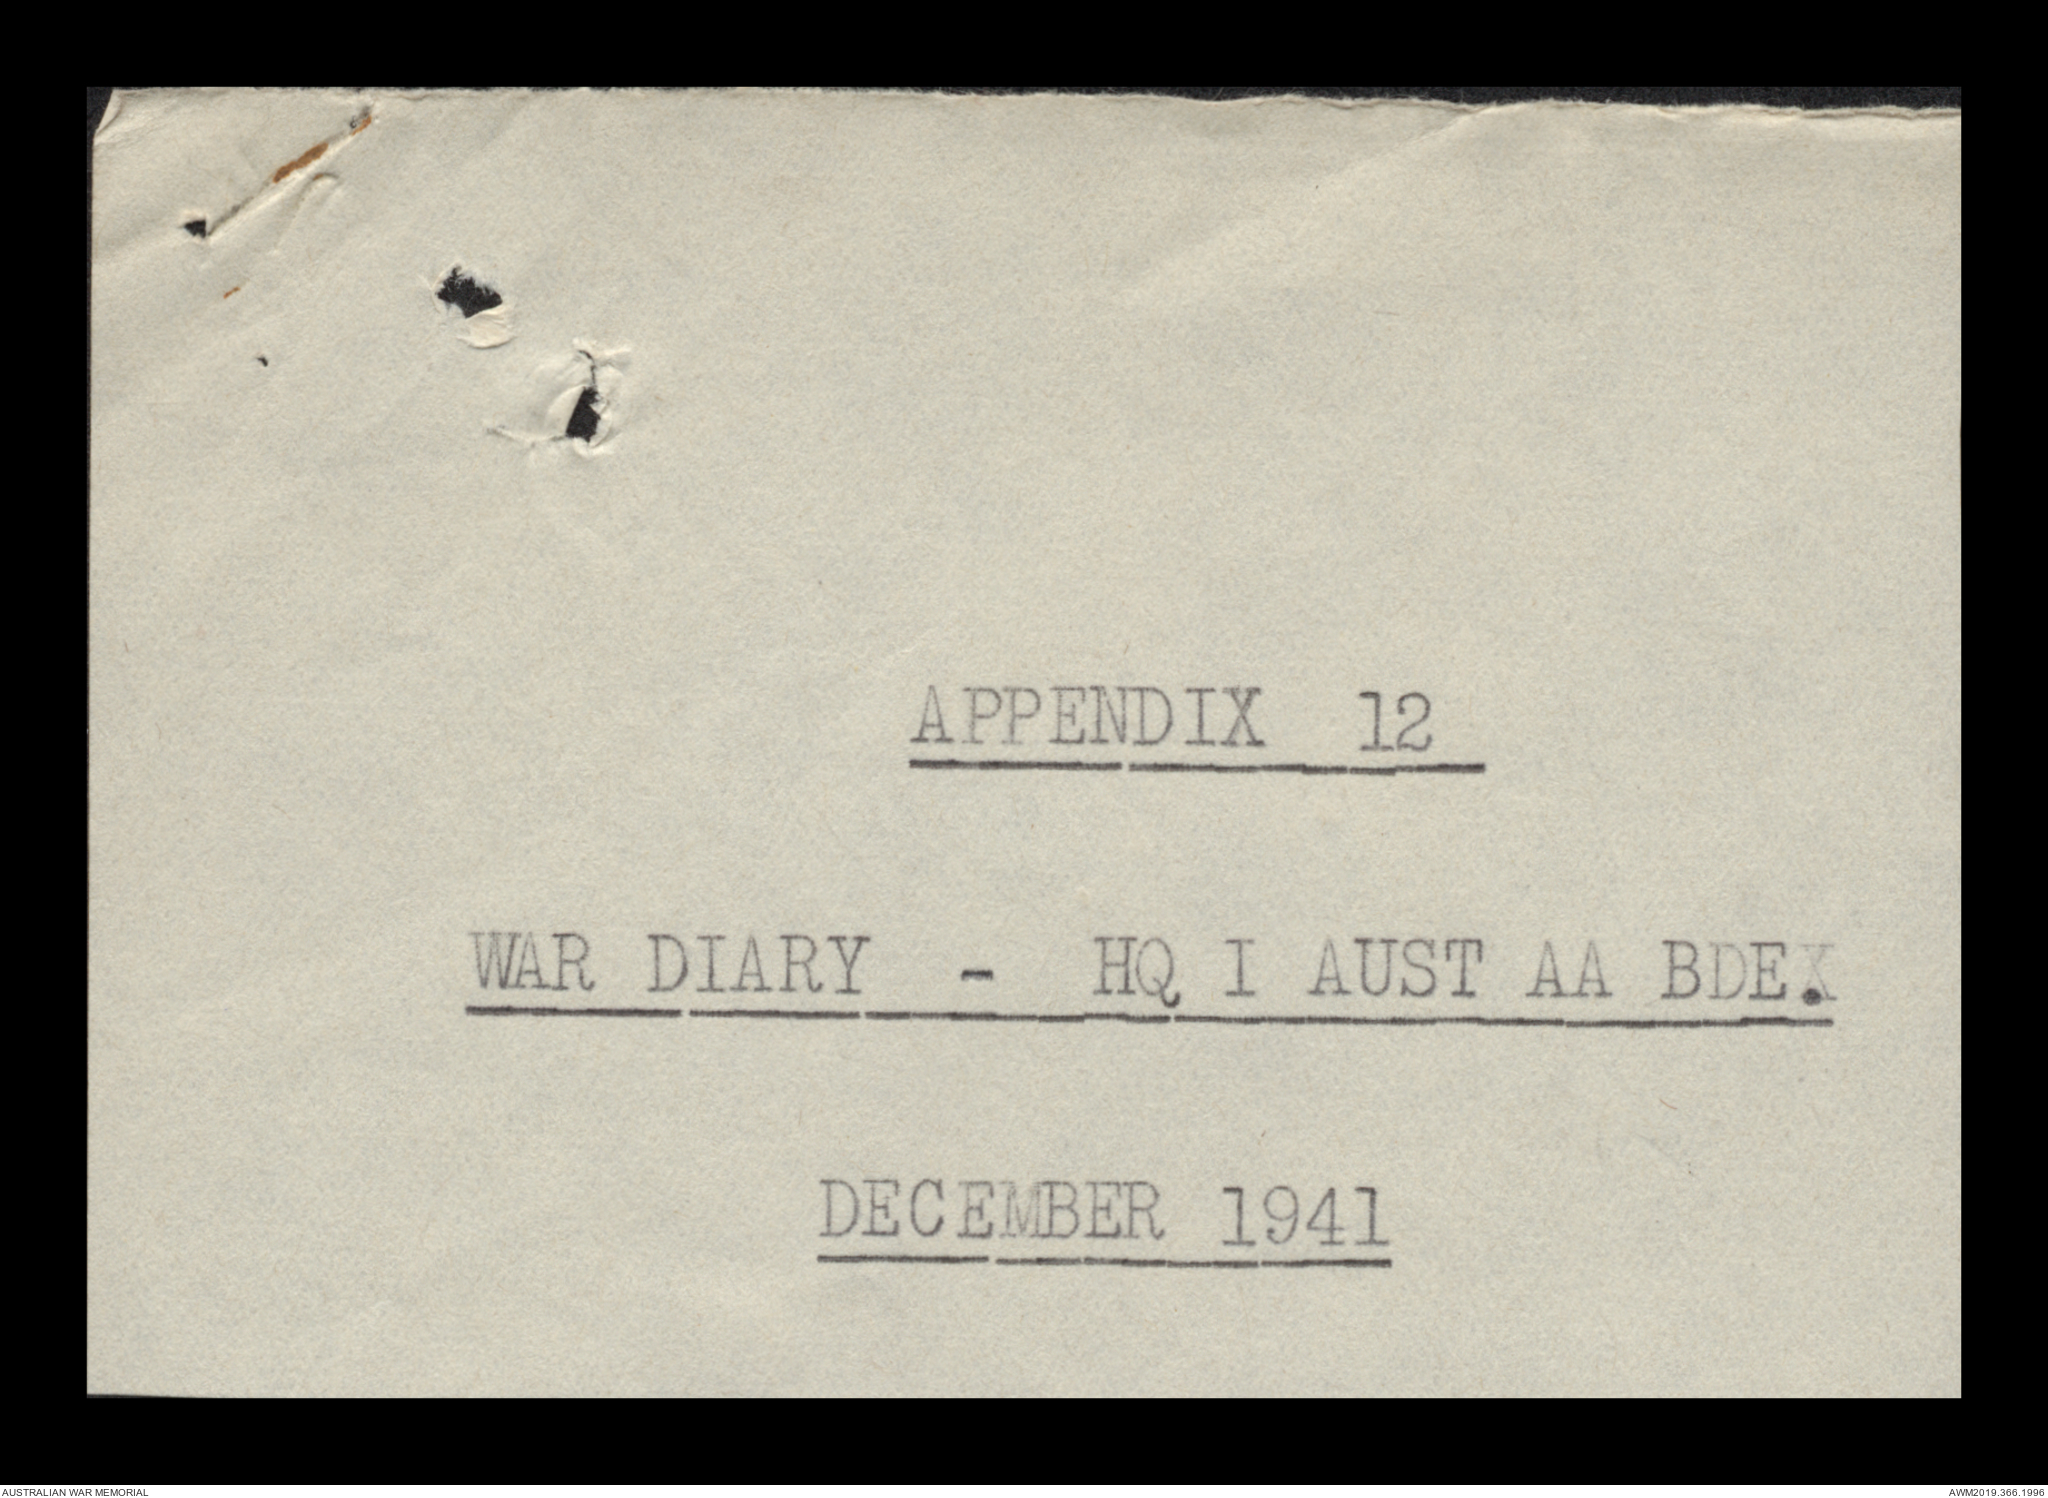 APPENDIX 12
WAR DIARY - HQ I AUST AA BDE.
DECEMBER 1941
AUSTRALIAN WAR MEMORIAL
AWM2019.366.1996